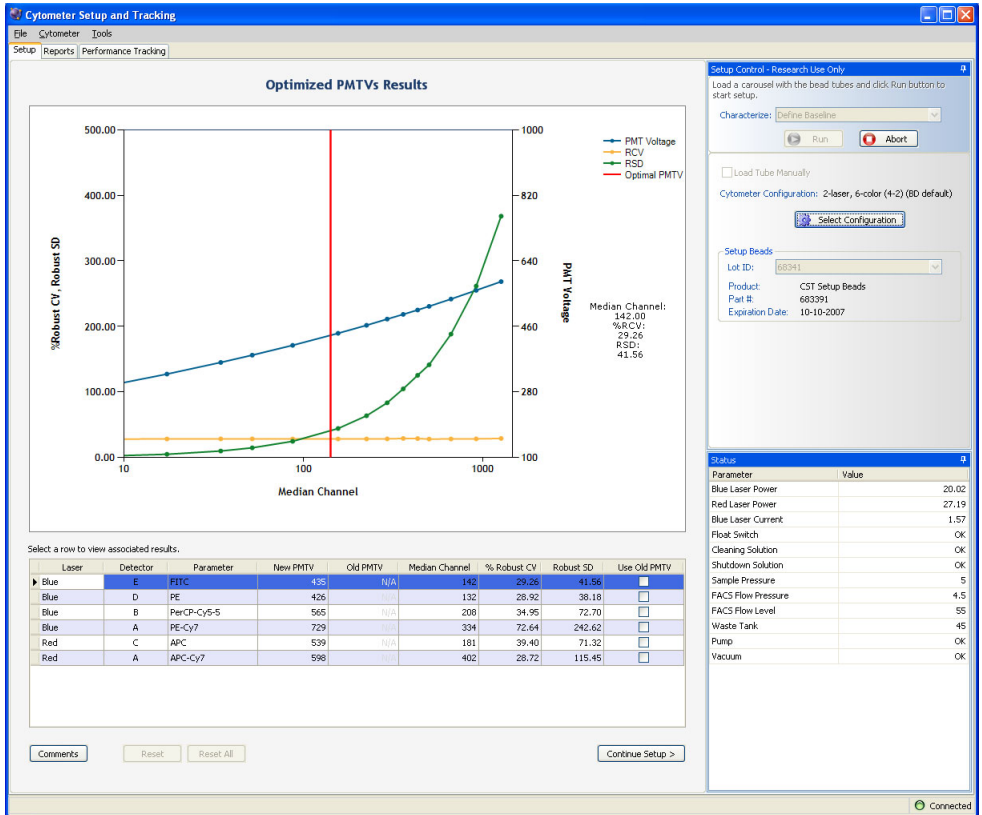 Cytometer Setup and Tracking
File Cytometer Tools
Setup Reports Performance Tracking
Optimized PMTVs Results
500.00
400.00
300.00
200.00
100.00
0.00
%Robust CV, Robust SD
1000
820
640
460
280
100
PMT Voltage
10 100 1000
Median Channel
PMT Voltage
RCV
RSD
Optimal PMTV
Median Channel:
142.00
%RCV:
29.26
RSD:
41.56
Select a row to view associated results.
Laser Detector Parameter New PMTV Old PMTV Median Channel % Robust CV Robust SD Use Old PMTV
Blue E FITC 435 N/A 142 29.26 41.56
Blue D PE 426 N/A 132 28.92 38.18
Blue B PerCP-Cy5-5 565 N/A 208 34.95 72.70
Blue A PE-Cy7 729 N/A 334 72.64 242.62
Red C APC 539 N/A 181 39.40 71.32
Red A APC-Cy7 598 N/A 402 28.72 115.45
Comments Reset Reset All Continue Setup >
Setup Control - Research Use Only
Load a carousel with the bead tubes and click Run button to
start setup.
Characterize: Define Baseline
Run Abort
Load Tube Manually
Cytometer Configuration: 2-laser, 6-color (4-2) (BD default)
Select Configuration
Setup Beads
Lot ID: 68341
Product: CST Setup Beads
Part #: 683391
Expiration Date: 10-10-2007
Status
Parameter Value
Blue Laser Power 20.02
Red Laser Power 27.19
Blue Laser Current 1.57
Float Switch OK
Cleaning Solution OK
Shutdown Solution OK
Sample Pressure 5
FACS Flow Pressure 4.5
FACS Flow Level 55
Waste Tank 45
Pump OK
Vacuum OK
Connected